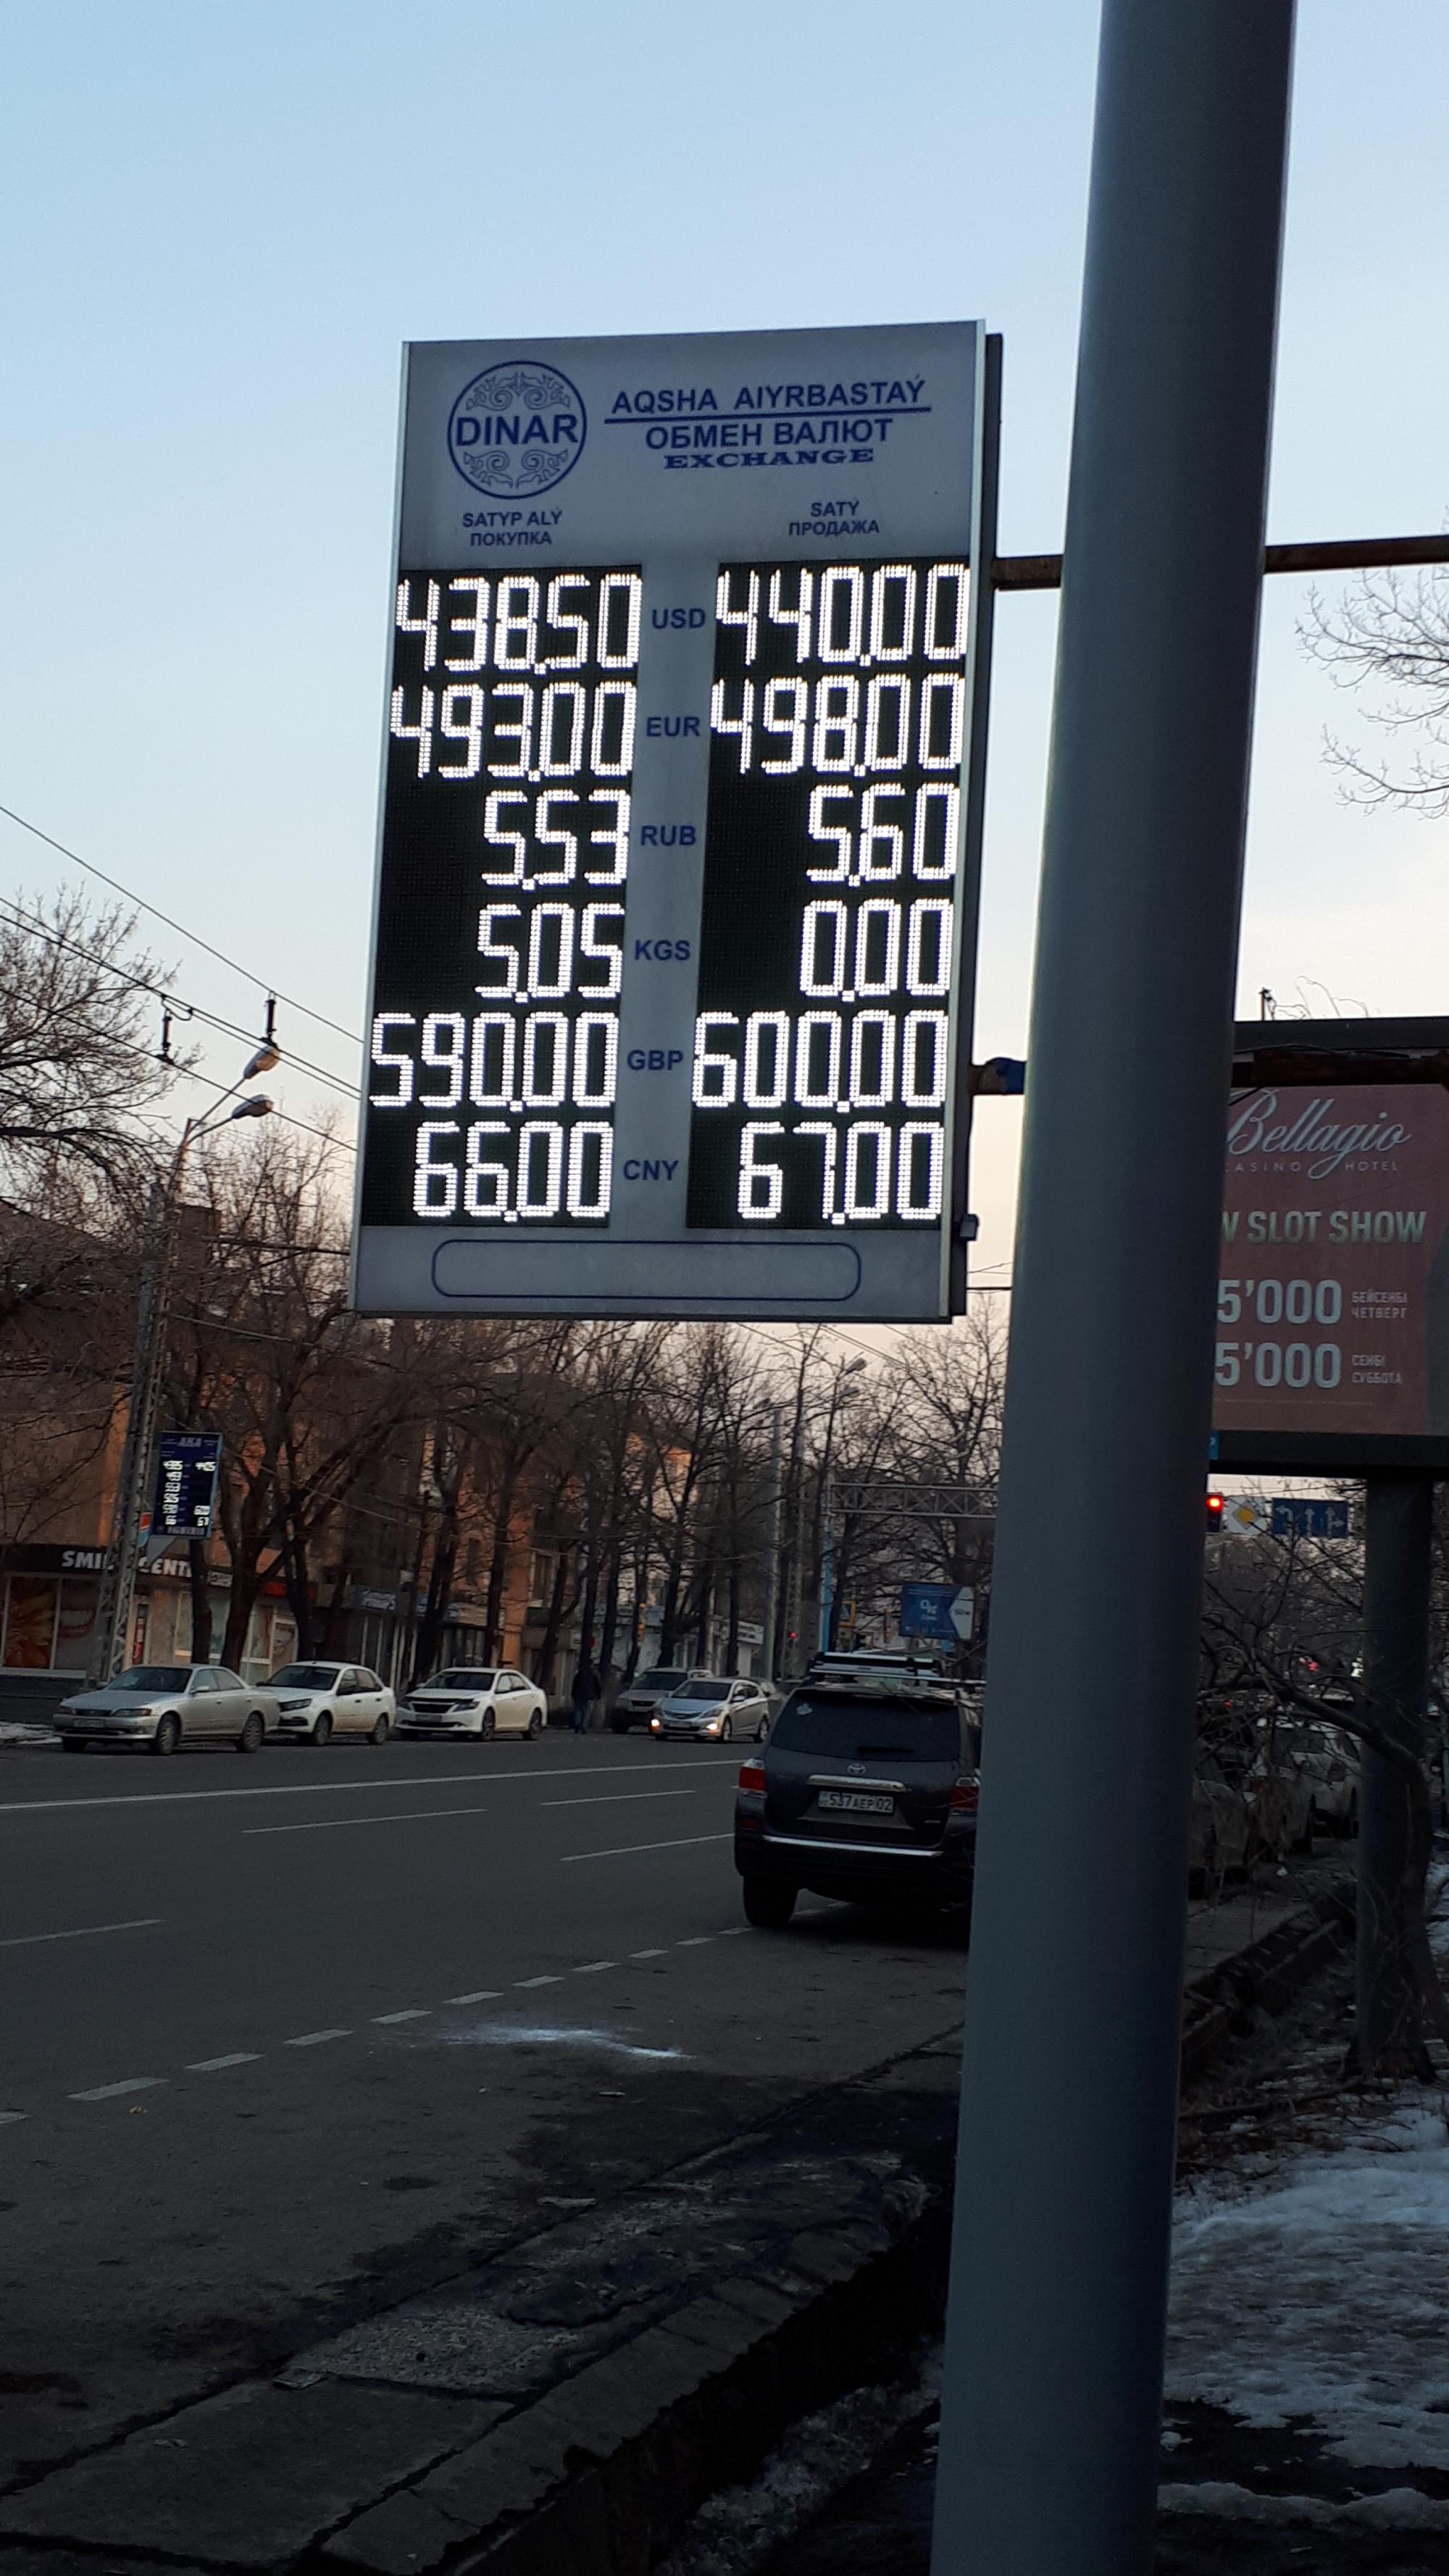 DINAR
AQSHA AIYRBASTAÝ
ОБМЕН ВАЛЮТ
EXCHANGE
SATYP ALÝ
ПОКУПКА
SATÝ
ПРОДАЖА
438.50 USD 440.00
493.00 EUR 498.00
5.53 RUB 5.60
5.05 KGS 0.00
590.00 GBP 600.00
66.00 CNY 67.00
Bellagio
CASINO HOTEL
W SLOT SHOW
5'000 БЕЙСЕНБІ
ЧЕТВЕРГ
5'000 СЕНБІ
СУББОТА
537AEP 02